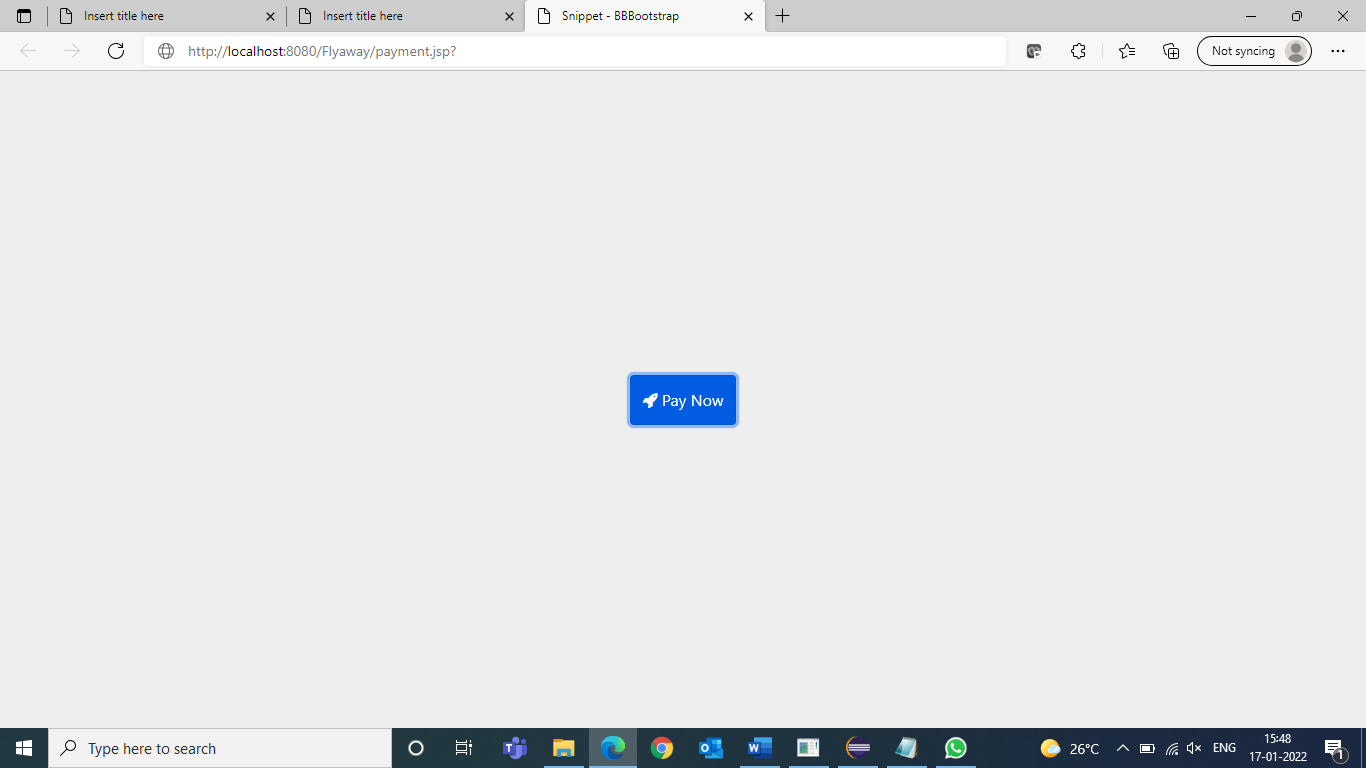 Insert title here
Insert title here
Snippet - BBBootstrap
http://localhost:8080/Flyaway/payment.jsp?
Not syncing
Pay Now
Type here to search
26°C
ENG
15:48
17-01-2022
1